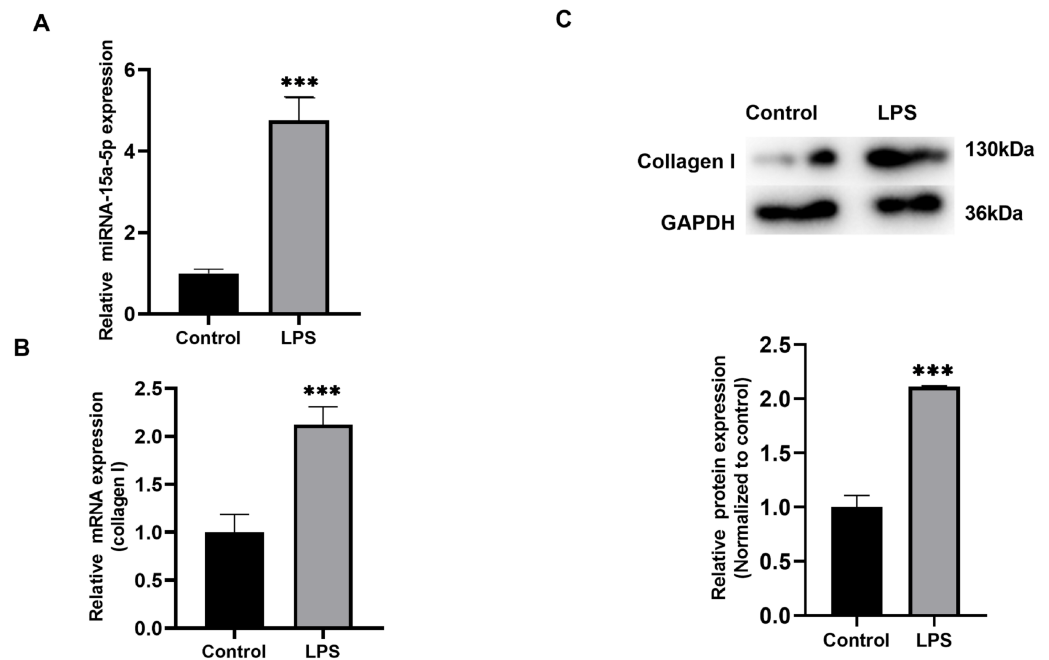 A
Relative miRNA-15a-5p expression
6
4
2
0
***
Control
LPS
B
Relative mRNA expression
(collagen I)
2.5
2.0
1.5
1.0
0.5
0.0
***
Control
LPS
C
Control
LPS
Collagen I
130kDa
GAPDH
36kDa
Relative protein expression
(Normalized to control)
2.5
2.0
1.5
1.0
0.5
0.0
***
Control
LPS